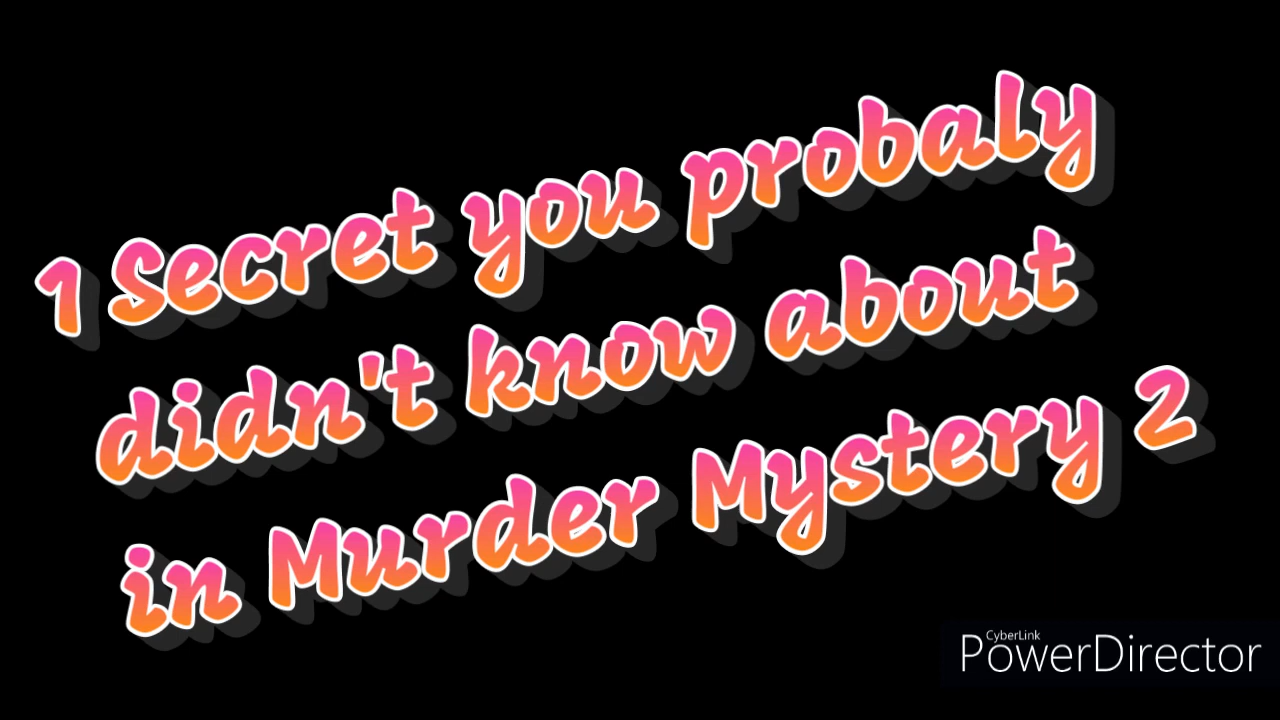 1 Secret you probaly
didn't know about
in Murder Mystery 2
CyberLink
PowerDirector